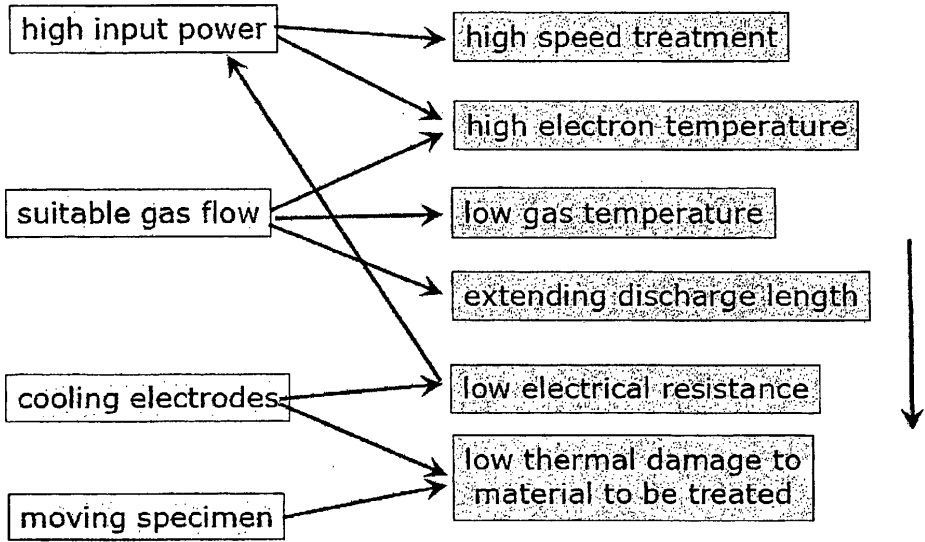 high input power
high speed treatment
high electron temperature
suitable gas flow
low gas temperature
extending discharge length
cooling electrodes
low electrical resistance
low thermal damage to
material to be treated
moving specimen